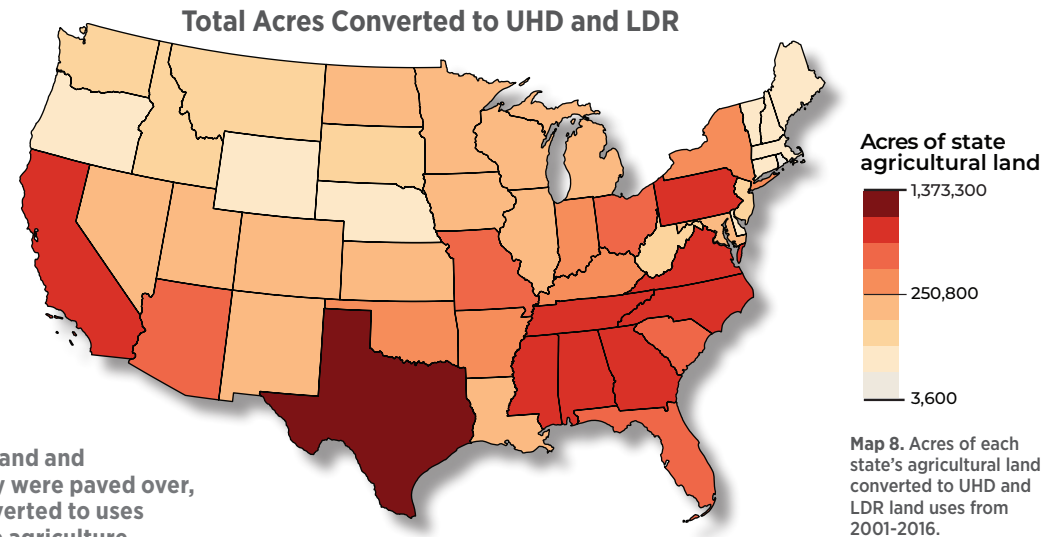 Total Acres Converted to UHD and LDR
Acres of state
agricultural land
1,373,300
250,800
3,600
Map 8. Acres of each
state's agricultural land
converted to UHD and
LDR land uses from
2001-2016.
and and
were paved over,
verted to uses
agriculture